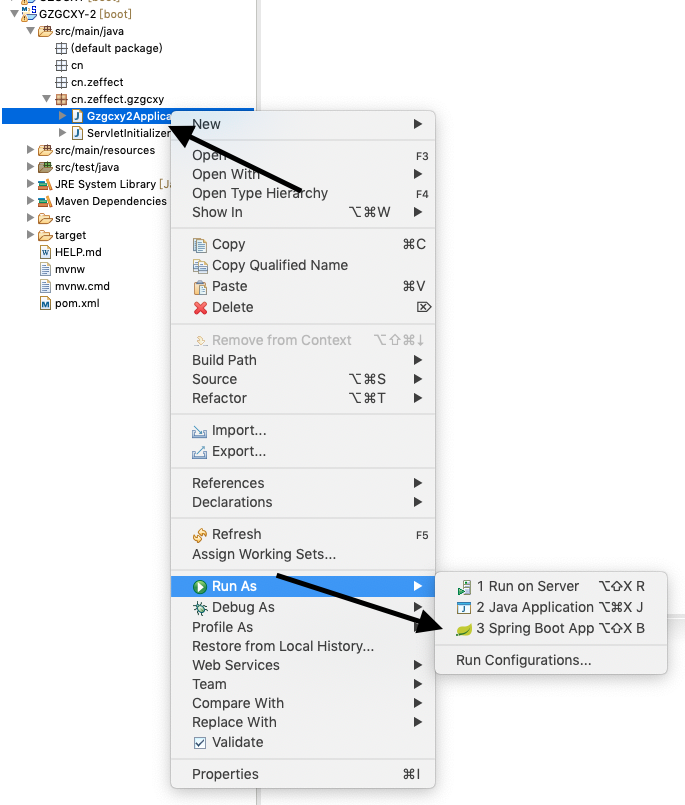 GZGCXY-2 [boot]
src/main/java
(default package)
cn
cn.zeffect
cn.zeffect.gzgcxy
Gzgcxy2Applica
ServletInitializer
src/main/resources
src/test/java
JRE System Library [Ja
Maven Dependencies
src
target
HELP.md
mvnw
mvnw.cmd
pom.xml
New
Open F3
Open With
Open Type Hierarchy F4
Show In ⌥⌘W
Copy ⌘C
Copy Qualified Name
Paste ⌘V
Delete ⌦
Remove from Context ⌥⇧⌘↓
Build Path
Source ⌥⌘S
Refactor ⌥⌘T
Import...
Export...
References
Declarations
Refresh F5
Assign Working Sets...
Run As
Debug As
Profile As
Restore from Local History...
Web Services
Team
Compare With
Replace With
Validate
Properties ⌘I
1 Run on Server ⌥⇧X R
2 Java Application ⌥⌘X J
3 Spring Boot App ⌥⇧X B
Run Configurations...